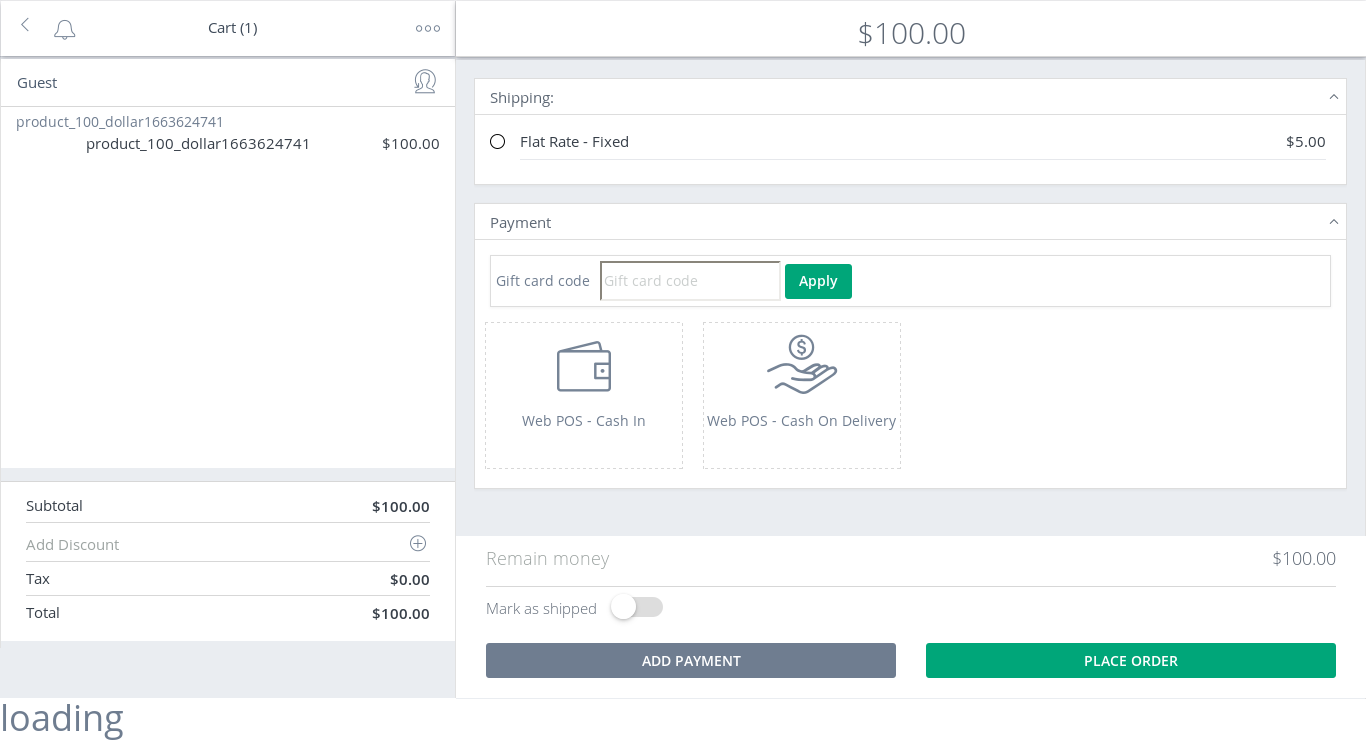 Cart (1)
Guest
product_100_dollar1663624741
product_100_dollar1663624741 $100.00
Subtotal $100.00
Add Discount
Tax $0.00
Total $100.00
$100.00
Shipping:
Flat Rate - Fixed $5.00
Payment
Gift card code Gift card code Apply
$
Web POS - Cash In Web POS - Cash On Delivery
Remain money $100.00
Mark as shipped
ADD PAYMENT PLACE ORDER
loading